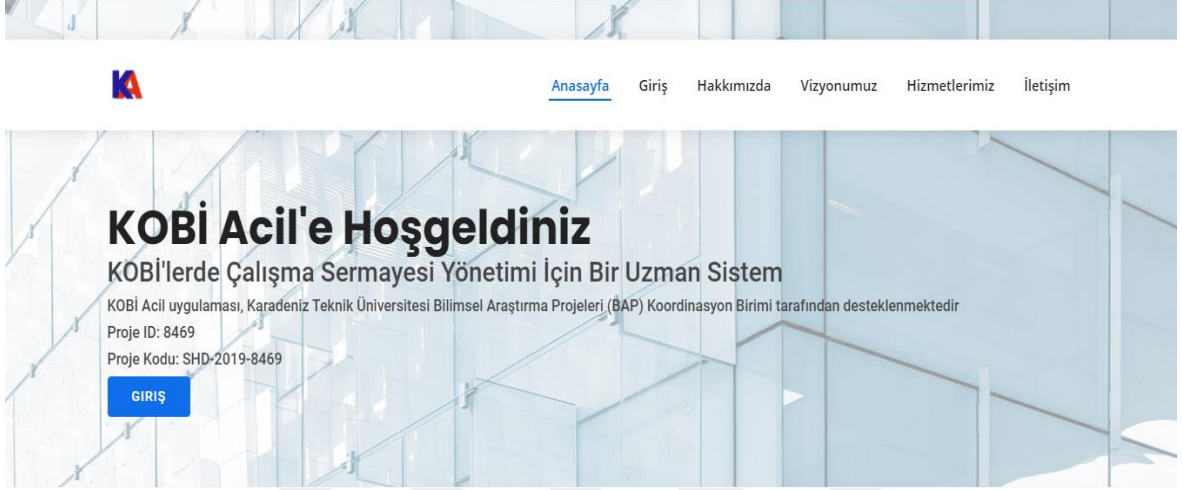 KA
Anasayfa Giriş Hakkımızda Vizyonumuz Hizmetlerimiz İletişim
KOBİ Acil'e Hoşgeldiniz
KOBİ'lerde Çalışma Sermayesi Yönetimi İçin Bir Uzman Sistem
KOBİ Acil uygulaması, Karadeniz Teknik Üniversitesi Bilimsel Araştırma Projeleri (BAP) Koordinasyon Birimi tarafından desteklenmektedir
Proje ID: 8469
Proje Kodu: SHD-2019-8469
GIRIŞ